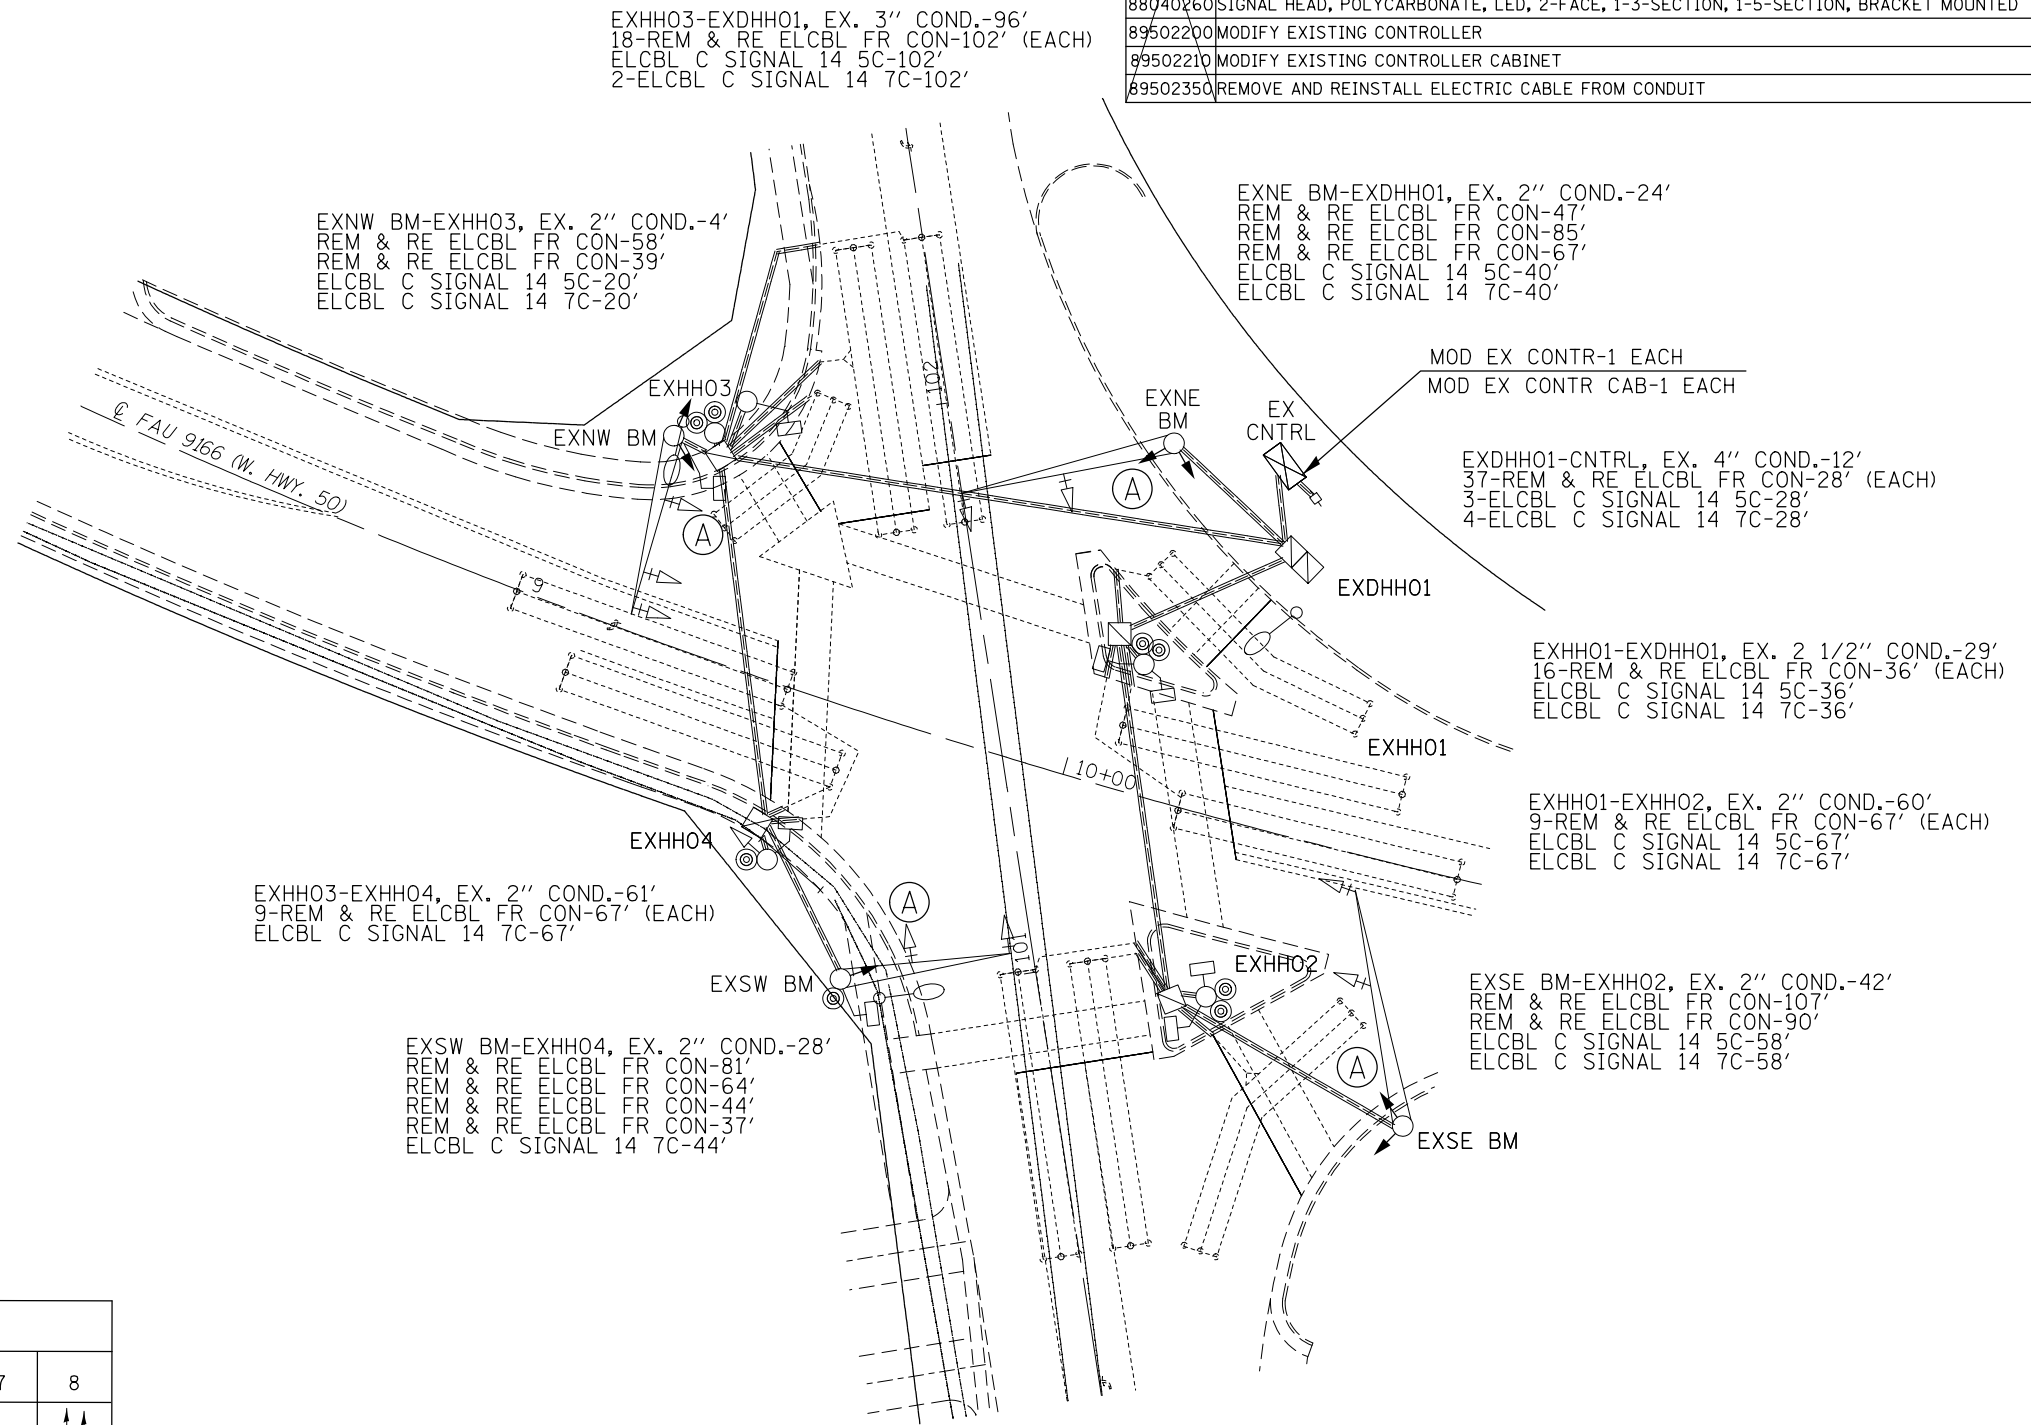 EXHH03-EXDHH01, EX. 3'' COND.-96'
18-REM & RE ELCBL FR CON-102' (EACH)
ELCBL C SIGNAL 14 5C-102'
2-ELCBL C SIGNAL 14 7C-102'
88040260 SIGNAL HEAD, POLYCARBONATE, LED, 2-FACE, 1-3-SECTION, 1-5-SECTION, BRACKET MOUNTED
89502200 MODIFY EXISTING CONTROLLER
89502210 MODIFY EXISTING CONTROLLER CABINET
89502350 REMOVE AND REINSTALL ELECTRIC CABLE FROM CONDUIT
EXNW BM-EXHH03, EX. 2'' COND.-4'
REM & RE ELCBL FR CON-58'
REM & RE ELCBL FR CON-39'
ELCBL C SIGNAL 14 5C-20'
ELCBL C SIGNAL 14 7C-20'
EXNE BM-EXDHH01, EX. 2'' COND.-24'
REM & RE ELCBL FR CON-47'
REM & RE ELCBL FR CON-85'
REM & RE ELCBL FR CON-67'
ELCBL C SIGNAL 14 5C-40'
ELCBL C SIGNAL 14 7C-40'
MOD EX CONTR-1 EACH
MOD EX CONTR CAB-1 EACH
EXHH03
EXNW BM
102
EXNE
BM
EX
CNTRL
℄ FAU 9166 (W. HWY. 50)
A
A
EXDHH01-CNTRL, EX. 4'' COND.-12'
37-REM & RE ELCBL FR CON-28' (EACH)
3-ELCBL C SIGNAL 14 5C-28'
4-ELCBL C SIGNAL 14 7C-28'
9
EXDHH01
EXHH01-EXDHH01, EX. 2 1/2'' COND.-29'
16-REM & RE ELCBL FR CON-36' (EACH)
ELCBL C SIGNAL 14 5C-36'
ELCBL C SIGNAL 14 7C-36'
EXHH01
10+00
EXHH01-EXHH02, EX. 2'' COND.-60'
9-REM & RE ELCBL FR CON-67' (EACH)
ELCBL C SIGNAL 14 5C-67'
ELCBL C SIGNAL 14 7C-67'
EXHH04
EXHH03-EXHH04, EX. 2'' COND.-61'
9-REM & RE ELCBL FR CON-67' (EACH)
ELCBL C SIGNAL 14 7C-67'
A
101
EXHH02
EXSW BM
EXSE BM-EXHH02, EX. 2'' COND.-42'
REM & RE ELCBL FR CON-107'
REM & RE ELCBL FR CON-90'
ELCBL C SIGNAL 14 5C-58'
ELCBL C SIGNAL 14 7C-58'
EXSW BM-EXHH04, EX. 2'' COND.-28'
REM & RE ELCBL FR CON-81'
REM & RE ELCBL FR CON-64'
REM & RE ELCBL FR CON-44'
REM & RE ELCBL FR CON-37'
ELCBL C SIGNAL 14 7C-44'
A
EXSE BM
7
8